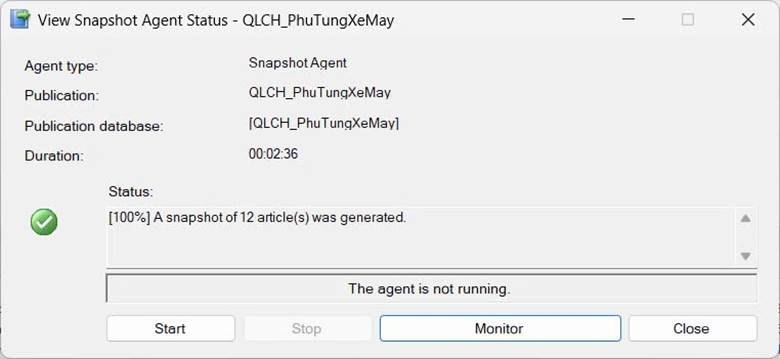 View Snapshot Agent Status - QLCH_PhuTungXeMay
Agent type: Snapshot Agent
Publication: QLCH_PhuTungXeMay
Publication database: [QLCH_PhuTungXeMay]
Duration: 00:02:36
Status:
[100%] A snapshot of 12 article(s) was generated.
The agent is not running.
Start Stop Monitor Close